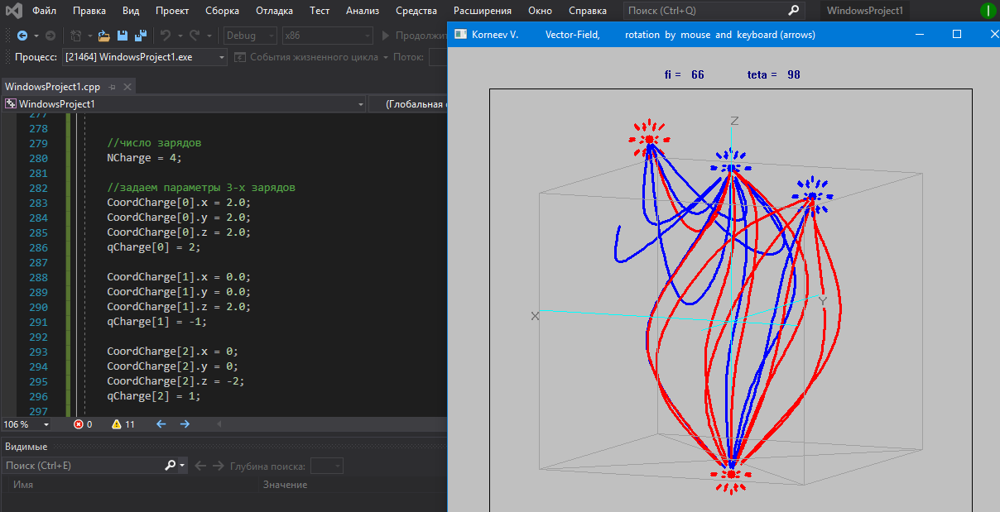 Файл Правка Вид Проект Сборка Отладка Тест Анализ Средства Расширения Окно Справка Поиск (Ctrl+Q) WindowsProject1
Debug x86 Продолжи
Процесс: [21464] WindowsProject1.exe События жизненного цикла Поток:
WindowsProject1.cpp
WindowsProject1 (Глобальная
277
278
279 //число зарядов
280 NCharge = 4;
281
282 //задаем параметры 3-х зарядов
283 CoordCharge[0].x = 2.0;
284 CoordCharge[0].y = 2.0;
285 CoordCharge[0].z = 2.0;
286 qCharge[0] = 2;
287
288 CoordCharge[1].x = 0.0;
289 CoordCharge[1].y = 0.0;
290 CoordCharge[1].z = 2.0;
291 qCharge[1] = -1;
292
293 CoordCharge[2].x = 0;
294 CoordCharge[2].y = 0;
295 CoordCharge[2].z = -2;
296 qCharge[2] = 1;
297
106 % 0 11
Видимые
Поиск (Ctrl+E) Глубина поиска:
Имя Значение
Korneev V. Vector-Field, rotation by mouse and keyboard (arrows)
fi = 66 teta = 98
Z
X
Y